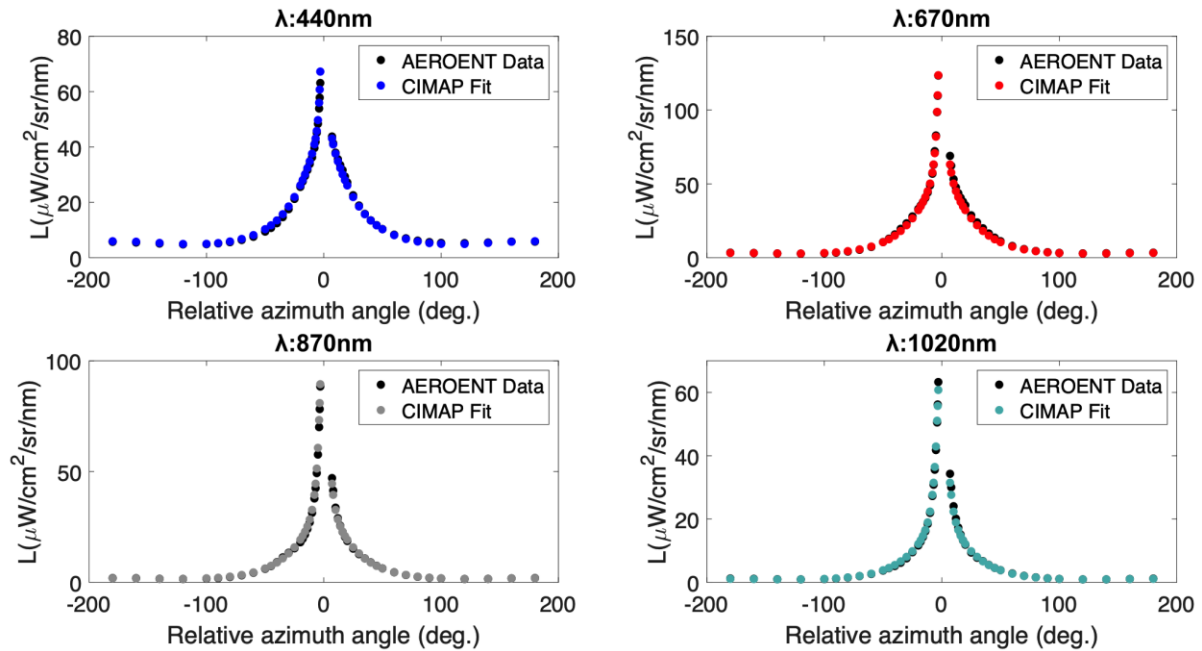 λ:440nm
80
60
40
20
0
L(μW/cm²/sr/nm)
AEROENT Data
CIMAP Fit
-200 -100 0 100 200
Relative azimuth angle (deg.)
λ:670nm
150
100
50
0
L(μW/cm²/sr/nm)
AEROENT Data
CIMAP Fit
-200 -100 0 100 200
Relative azimuth angle (deg.)
λ:870nm
100
50
0
L(μW/cm²/sr/nm)
AEROENT Data
CIMAP Fit
-200 -100 0 100 200
Relative azimuth angle (deg.)
λ:1020nm
60
40
20
0
L(μW/cm²/sr/nm)
AEROENT Data
CIMAP Fit
-200 -100 0 100 200
Relative azimuth angle (deg.)